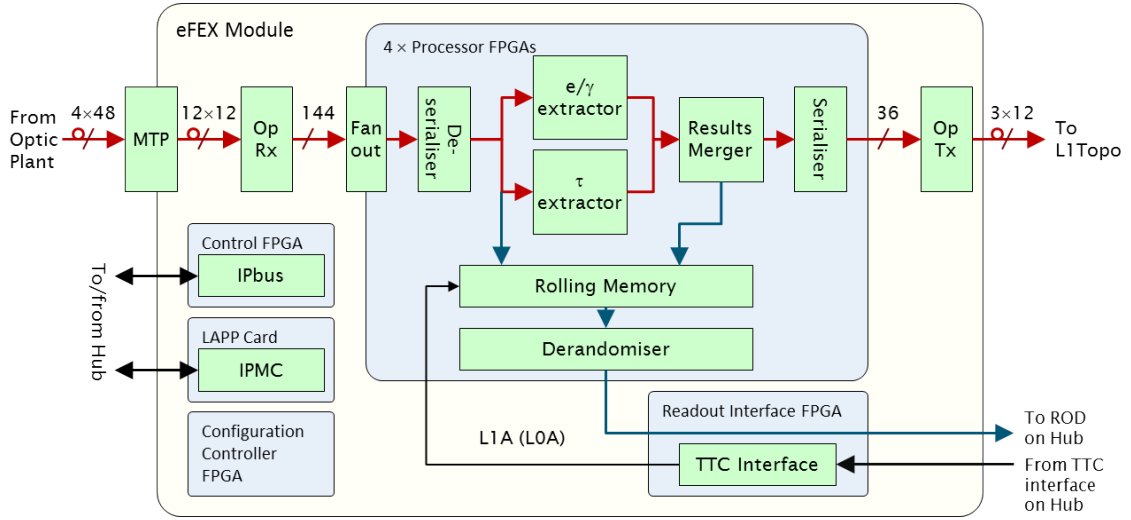 eFEX Module
4 × Processor FPGAs
From
Optic
Plant
4×48
MTP
12×12
Op
Rx
144
Fan
out
De-
serialiser
e/γ
extractor
τ
extractor
Results
Merger
Serialiser
36
Op
Tx
3×12
To
L1Topo
Rolling Memory
Derandomiser
To/from Hub
Control FPGA
IPbus
LAPP Card
IPMC
Configuration
Controller
FPGA
L1A (L0A)
Readout Interface FPGA
TTC Interface
To ROD
on Hub
From TTC
interface
on Hub